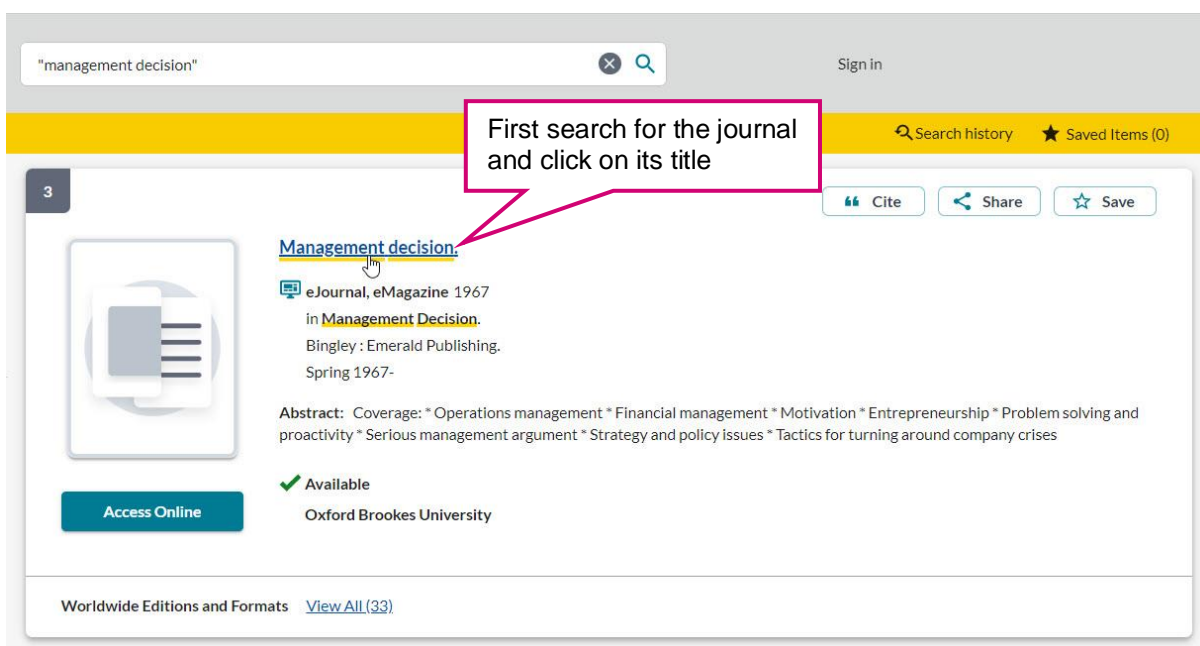 "management decision"
Sign in
First search for the journal
and click on its title
Search history
Saved Items (0)
3
Cite
Share
Save
Management decision.
eJournal, eMagazine 1967
in Management Decision.
Bingley : Emerald Publishing.
Spring 1967-
Abstract: Coverage: * Operations management * Financial management * Motivation * Entrepreneurship * Problem solving and
proactivity * Serious management argument * Strategy and policy issues * Tactics for turning around company crises
Available
Access Online
Oxford Brookes University
Worldwide Editions and Formats View All (33)